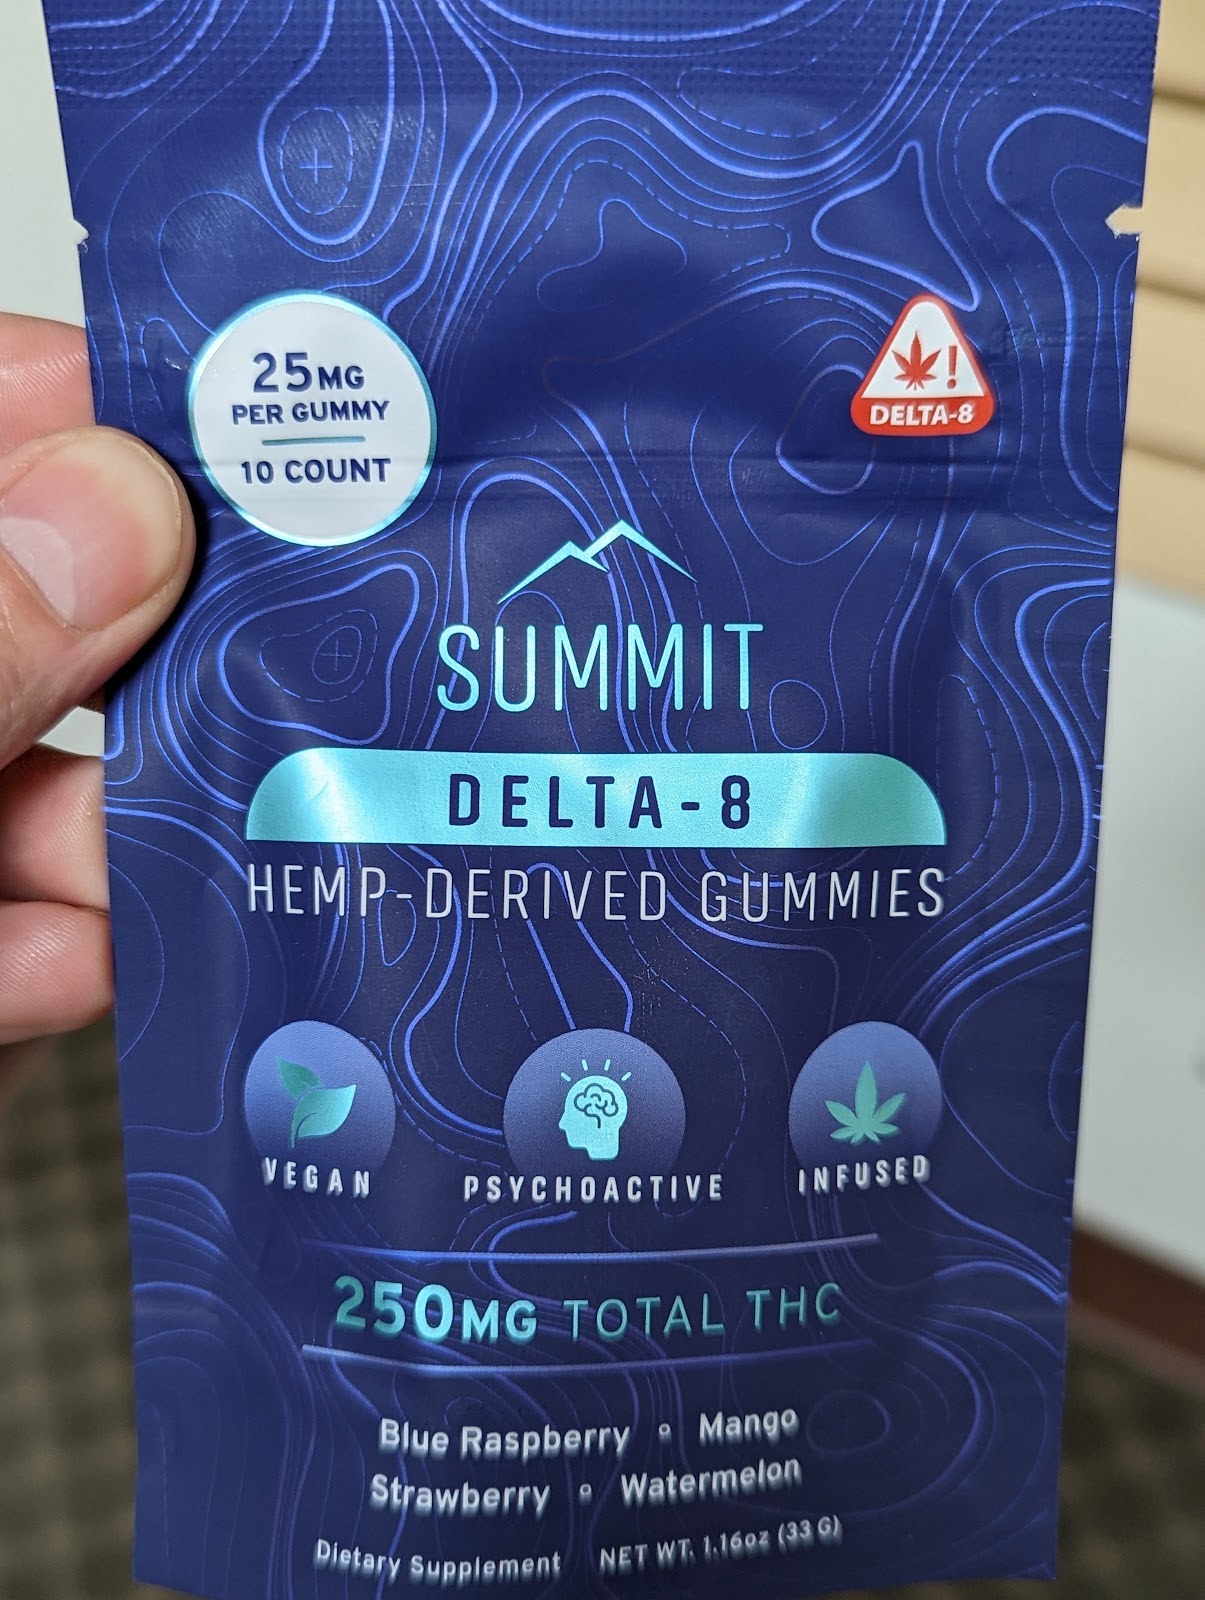 25MG
PER GUMMY
10 COUNT
!
DELTA-8
SUMMIT
DELTA-8
HEMP-DERIVED GUMMIES
VEGAN
PSYCHOACTIVE
INFUSED
250MG TOTAL THC
Blue Raspberry ° Mango
Strawberry ° Watermelon
Dietary Supplement NET WT. 1.16oz (33 G)